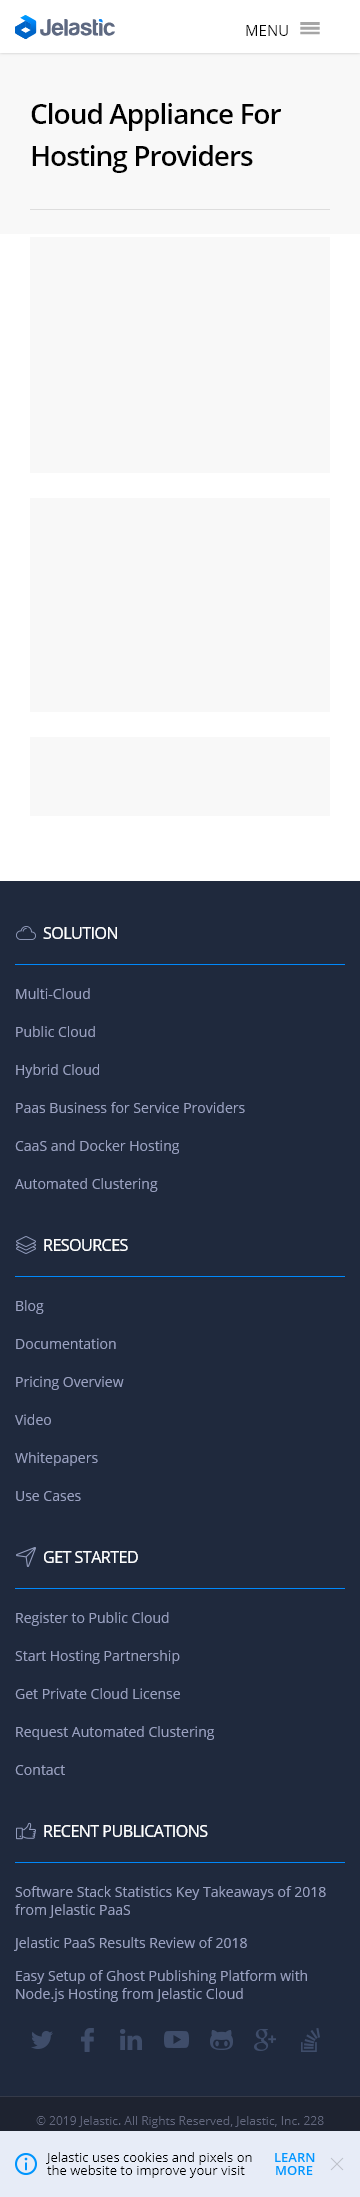 Jelastic
MENU
Cloud Appliance For
Hosting Providers
SOLUTION
Multi-Cloud
Public Cloud
Hybrid Cloud
Paas Business for Service Providers
CaaS and Docker Hosting
Automated Clustering
RESOURCES
Blog
Documentation
Pricing Overview
Video
Whitepapers
Use Cases
GET STARTED
Register to Public Cloud
Start Hosting Partnership
Get Private Cloud License
Request Automated Clustering
Contact
RECENT PUBLICATIONS
Software Stack Statistics Key Takeaways of 2018
from Jelastic PaaS
Jelastic PaaS Results Review of 2018
Easy Setup of Ghost Publishing Platform with
Node.js Hosting from Jelastic Cloud
© 2019 Jelastic. All Rights Reserved, Jelastic, Inc. 228
Jelastic uses cookies and pixels on
the website to improve your visit
LEARN
MORE